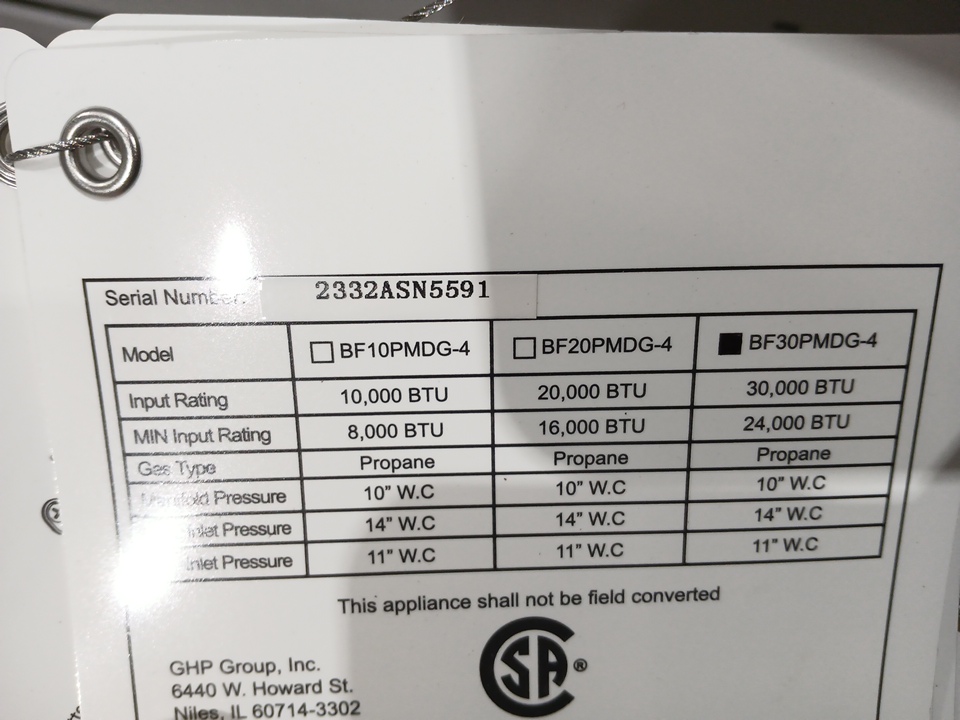 Serial Number: 2332ASN5591
Model ☐ BF10PMDG-4 ☐ BF20PMDG-4 ■ BF30PMDG-4
Input Rating 10,000 BTU 20,000 BTU 30,000 BTU
MIN Input Rating 8,000 BTU 16,000 BTU 24,000 BTU
Gas Type Propane Propane Propane
Manifold Pressure 10" W.C 10" W.C 10" W.C
Inlet Pressure 14" W.C 14" W.C 14" W.C
Inlet Pressure 11" W.C 11" W.C 11" W.C
This appliance shall not be field converted
GHP Group, Inc.
6440 W. Howard St.
Niles, IL 60714-3302
CSA®